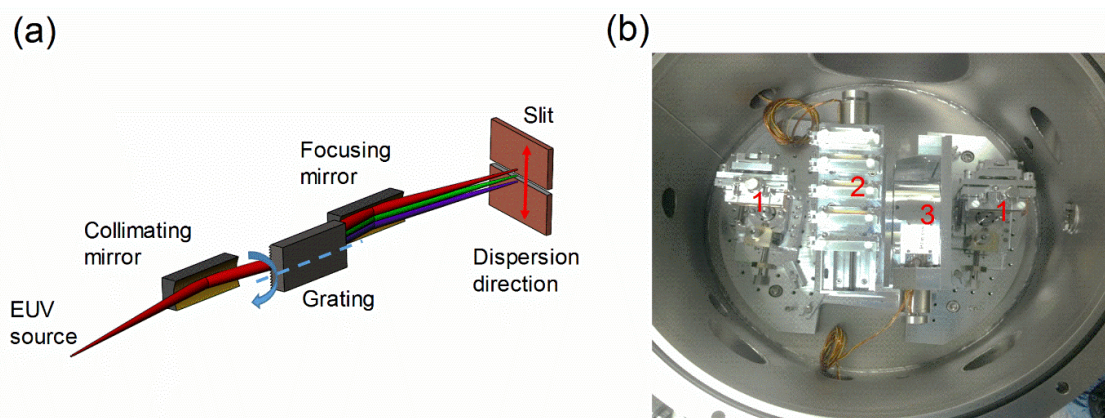 (a)
(b)
Slit
Focusing
mirror
Collimating
mirror
Dispersion
direction
Grating
EUV
source
1
2
3
1